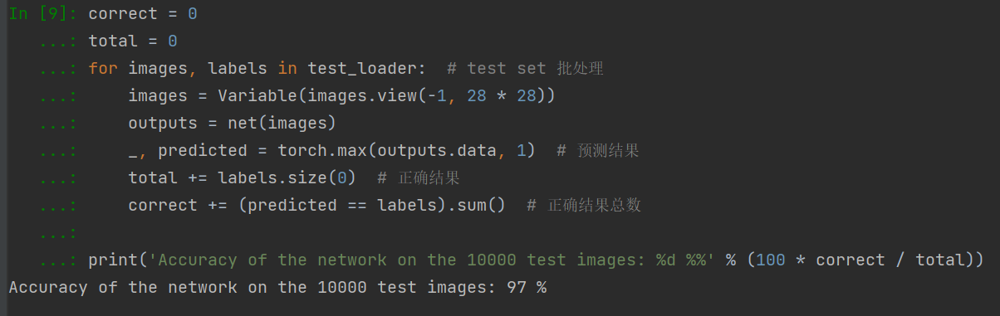 In [9]: correct = 0
   ...: total = 0
   ...: for images, labels in test_loader:  # test set 批处理
   ...:     images = Variable(images.view(-1, 28 * 28))
   ...:     outputs = net(images)
   ...:     _, predicted = torch.max(outputs.data, 1)  # 预测结果
   ...:     total += labels.size(0)  # 正确结果
   ...:     correct += (predicted == labels).sum()  # 正确结果总数
   ...:
   ...: print('Accuracy of the network on the 10000 test images: %d %%' % (100 * correct / total))
Accuracy of the network on the 10000 test images: 97 %